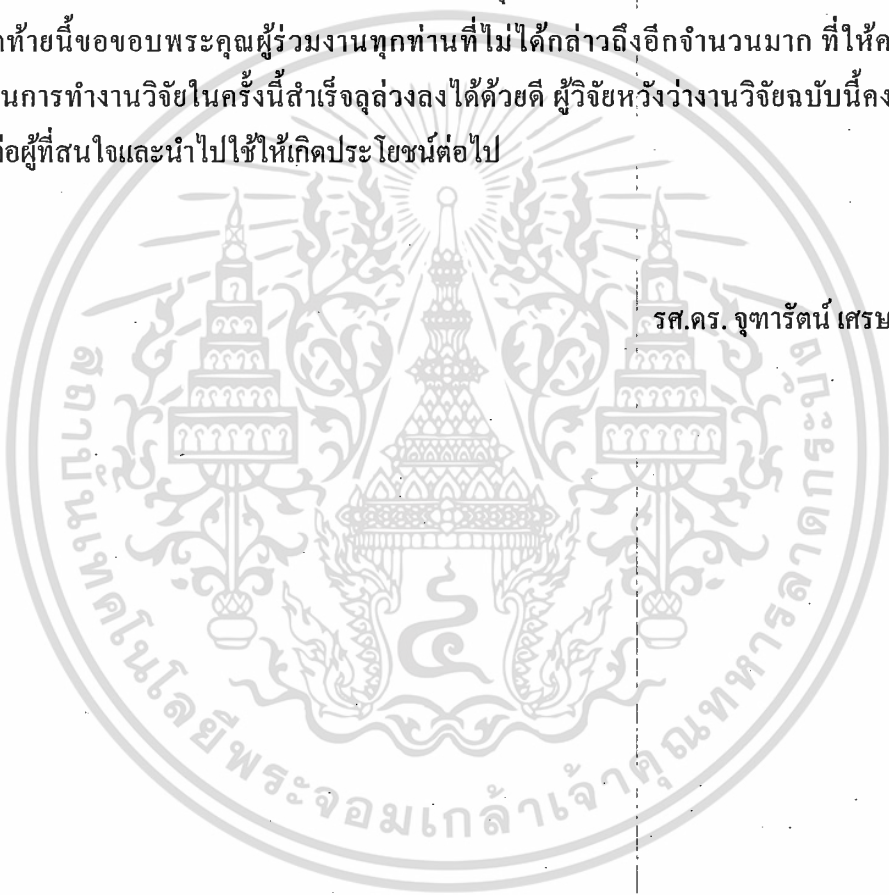 ท้ายนี้ขอขอบพระคุณผู้ร่วมงานทุกท่านที่ไม่ได้กล่าวถึงอีกจำนวนมาก ที่ให้ค
นการทำงานวิจัยในครั้งนี้สำเร็จลุล่วงลงได้ด้วยดี ผู้วิจัยหวังว่างานวิจัยฉบับนี้คง
่อผู้ที่สนใจและนำไปใช้ให้เกิดประโยชน์ต่อไป
รศ.ดร. จุฑารัตน์ เศรษ
สถาบันเทคโนโลยีพระจอมเกล้าเจ้าคุณทหารลาดกระบัง